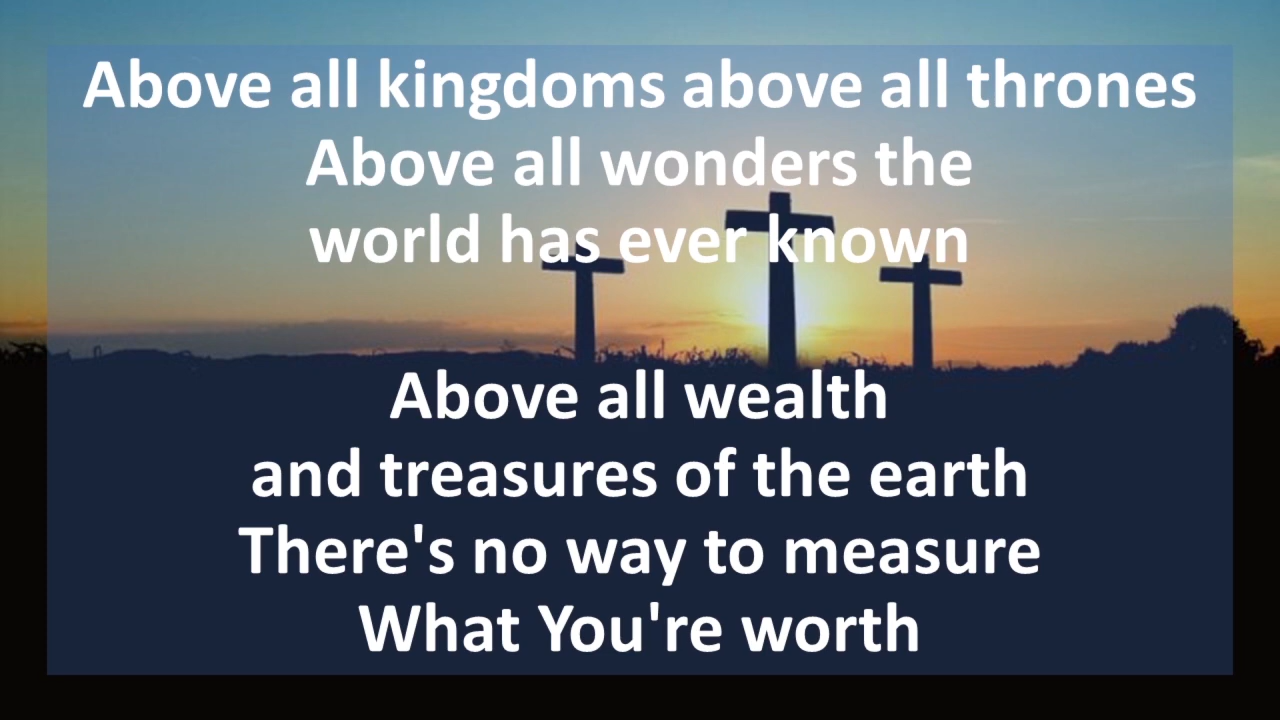 Above all kingdoms above all thrones
Above all wonders the
world has ever known
Above all wealth
and treasures of the earth
There's no way to measure
What You're worth